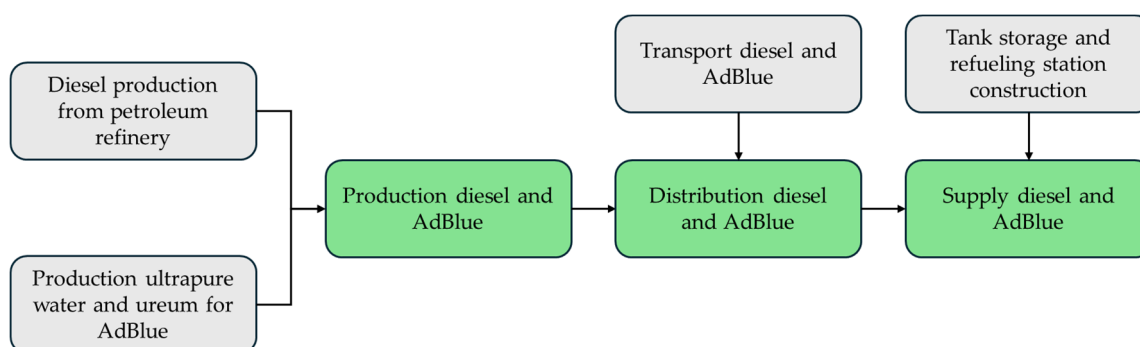 Diesel production
from petroleum
refinery
Production ultrapure
water and ureum for
AdBlue
Production diesel and
AdBlue
Transport diesel and
AdBlue
Distribution diesel
and AdBlue
Tank storage and
refueling station
construction
Supply diesel and
AdBlue